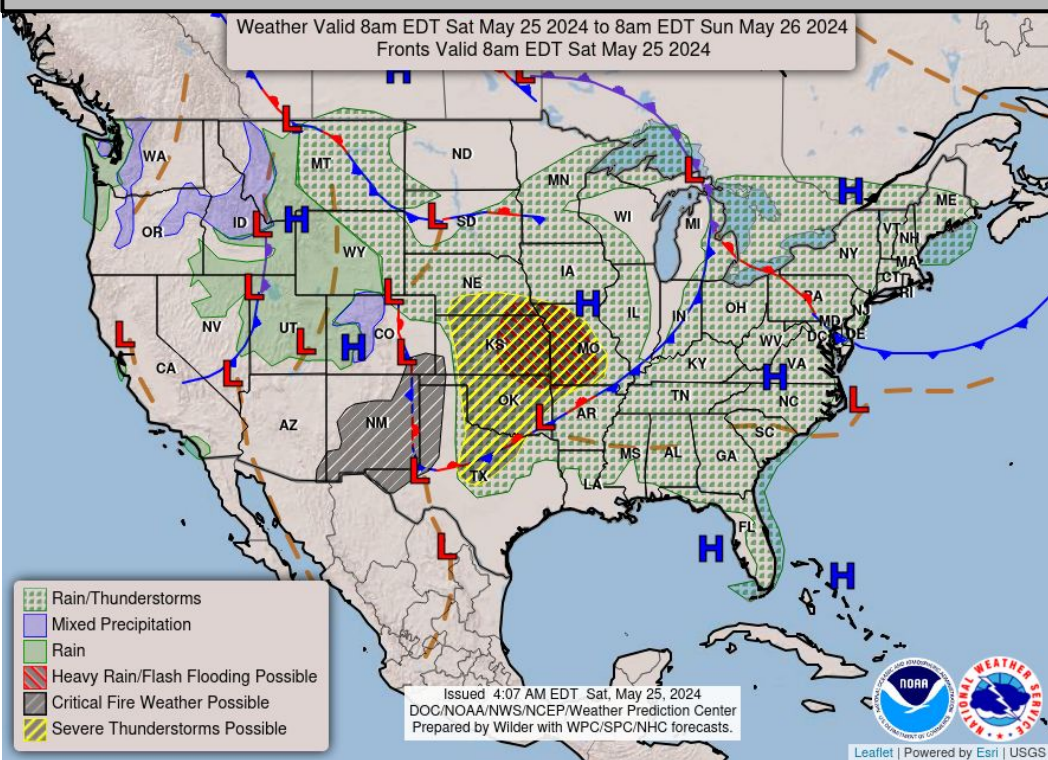 Weather Valid 8am EDT Sat May 25 2024 to 8am EDT Sun May 26 2024
Fronts Valid 8am EDT Sat May 25 2024
H
L
L
WA
MT
ND
MN
L
H
ME
OR
ID
L
H
L
SD
WI
MI
VT
NH
NY
MA
CT
RI
WY
IA
NE
L
L
H
NV
UT
CO
IL
IN
OH
PA
NJ
MD
DE
DC
WV
VA
L
CA
L
H
L
KS
MO
KY
L
H
NC
L
AZ
NM
OK
AR
TN
L
SC
MS
AL
GA
L
TX
LA
FL
L
H
H
Rain/Thunderstorms
Mixed Precipitation
Rain
Heavy Rain/Flash Flooding Possible
Critical Fire Weather Possible
Severe Thunderstorms Possible
Issued 4:07 AM EDT Sat, May 25, 2024
DOC/NOAA/NWS/NCEP/Weather Prediction Center
Prepared by Wilder with WPC/SPC/NHC forecasts.
NOAA
NATIONAL WEATHER SERVICE
Leaflet | Powered by Esri | USGS